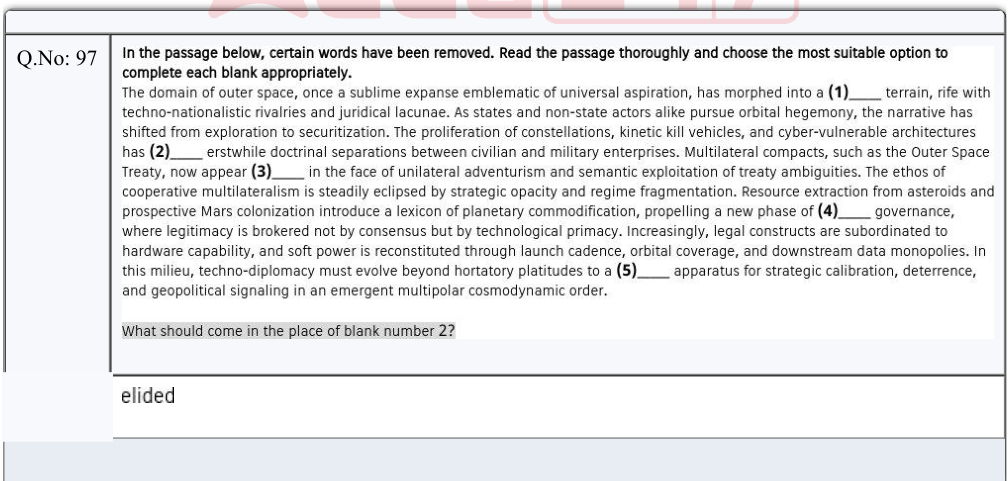 Q.No: 97
In the passage below, certain words have been removed. Read the passage thoroughly and choose the most suitable option to
complete each blank appropriately.
The domain of outer space, once a sublime expanse emblematic of universal aspiration, has morphed into a (1)____ terrain, rife with
techno-nationalistic rivalries and juridical lacunae. As states and non-state actors alike pursue orbital hegemony, the narrative has
shifted from exploration to securitization. The proliferation of constellations, kinetic kill vehicles, and cyber-vulnerable architectures
has (2)____ erstwhile doctrinal separations between civilian and military enterprises. Multilateral compacts, such as the Outer Space
Treaty, now appear (3)____ in the face of unilateral adventurism and semantic exploitation of treaty ambiguities. The ethos of
cooperative multilateralism is steadily eclipsed by strategic opacity and regime fragmentation. Resource extraction from asteroids and
prospective Mars colonization introduce a lexicon of planetary commodification, propelling a new phase of (4)____ governance,
where legitimacy is brokered not by consensus but by technological primacy. Increasingly, legal constructs are subordinated to
hardware capability, and soft power is reconstituted through launch cadence, orbital coverage, and downstream data monopolies. In
this milieu, techno-diplomacy must evolve beyond hortatory platitudes to a (5)____ apparatus for strategic calibration, deterrence,
and geopolitical signaling in an emergent multipolar cosmodynamic order.
What should come in the place of blank number 2?
elided